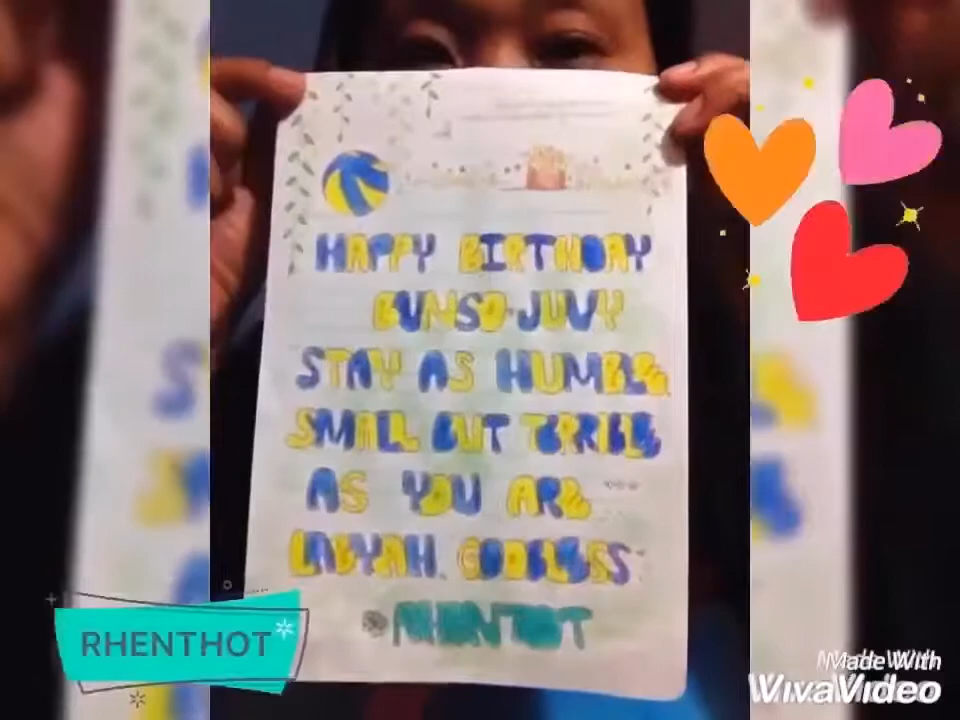 HAPPY BIRTHDAY
BUNSO-JUVY
STAY AS HUMBLE
SMALL BUT TERRIBLE
AS YOU ARE
LABYAH. GODBLESS
RHENTHOT
RHENTHOT
Made With
VivaVideo